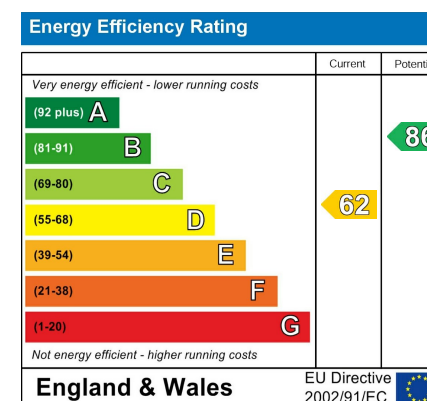 Energy Efficiency Rating
Current
Very energy efficient - lower running costs
(92 plus) A
(81-91) B
86
(69-80) C
62
(55-68) D
(39-54) E
(21-38) F
(1-20) G
Not energy efficient - higher running costs
England & Wales
EU Directive
2002/91/EC